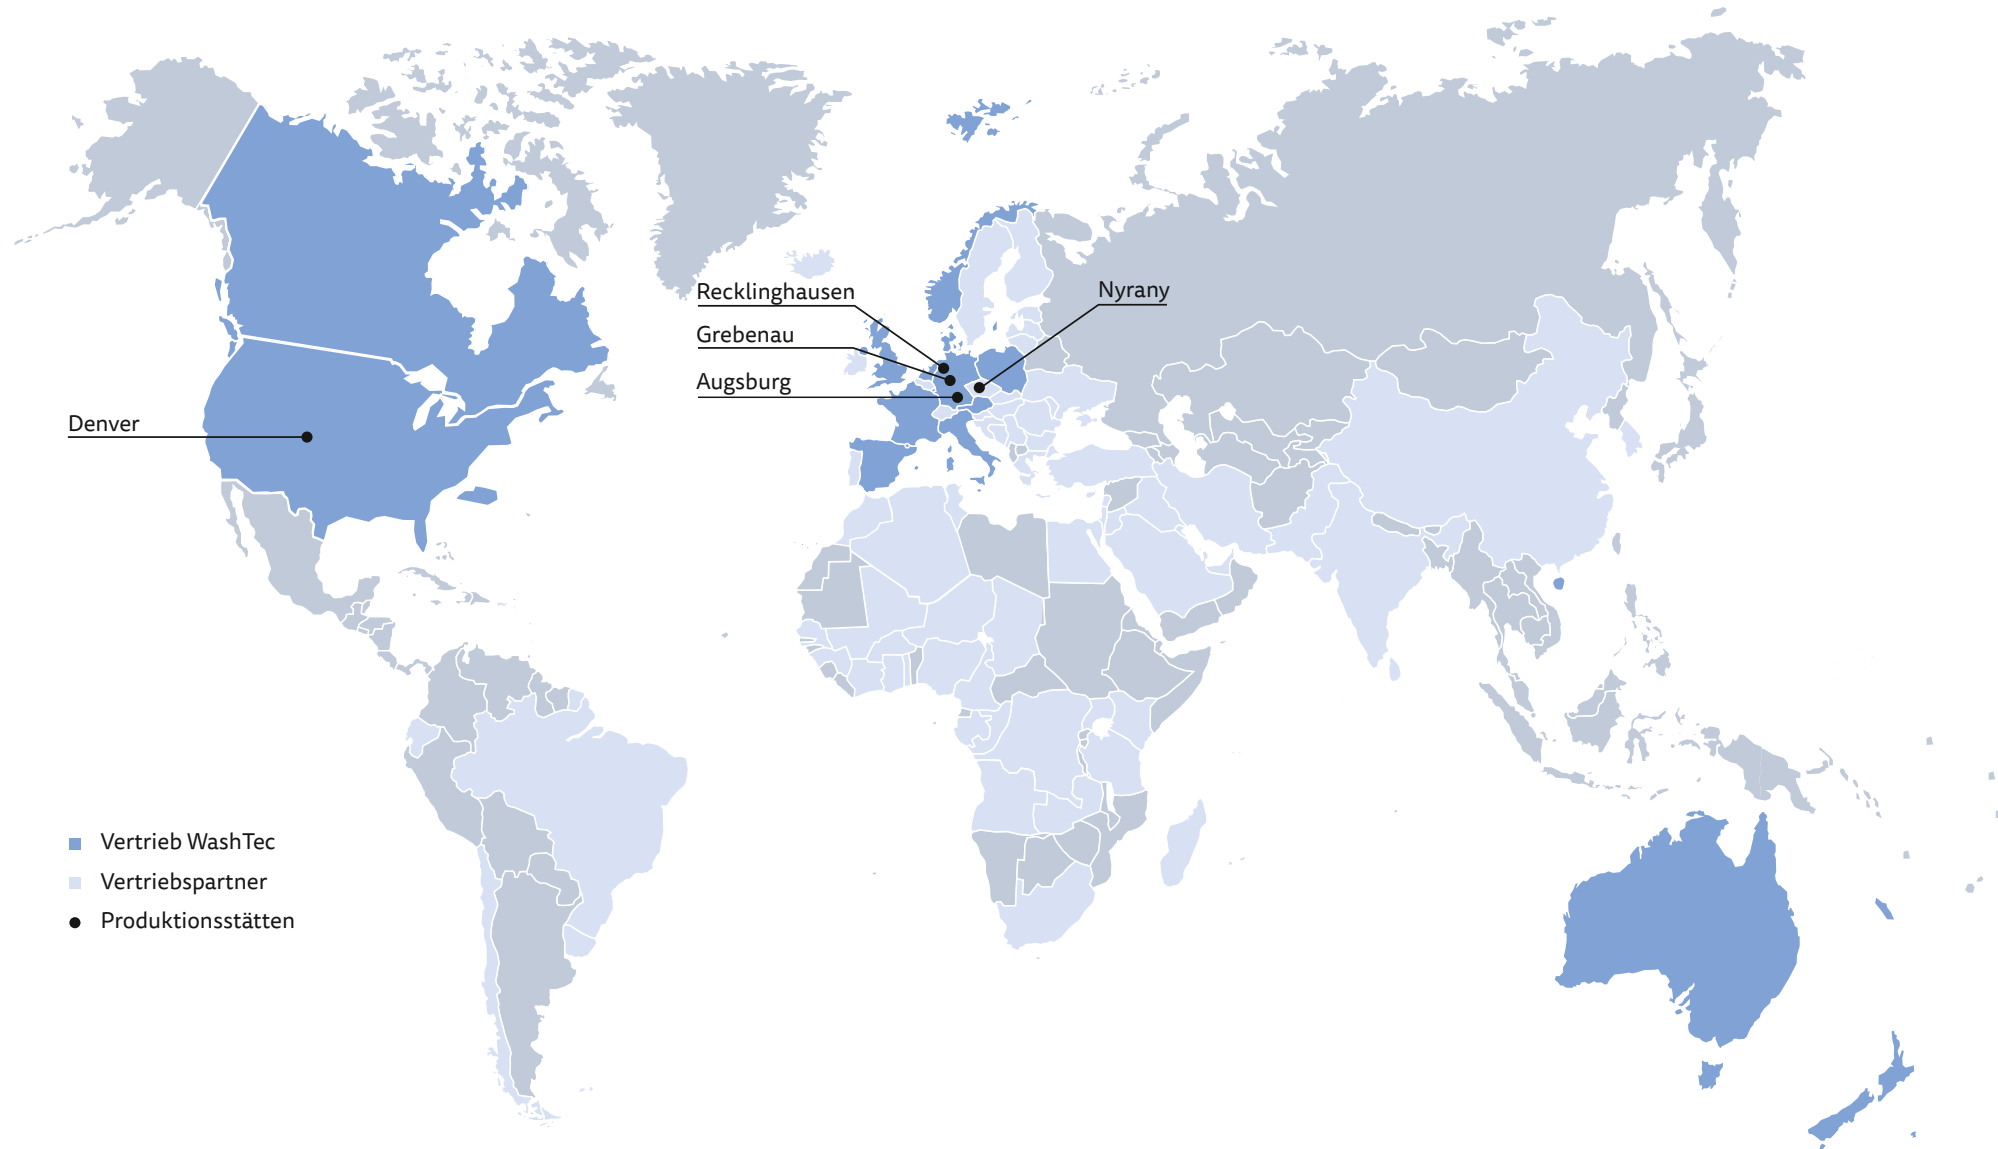 Recklinghausen
Nyrany
Grebenau
Augsburg
Denver
Vertrieb WashTec
Vertriebspartner
Produktionsstätten